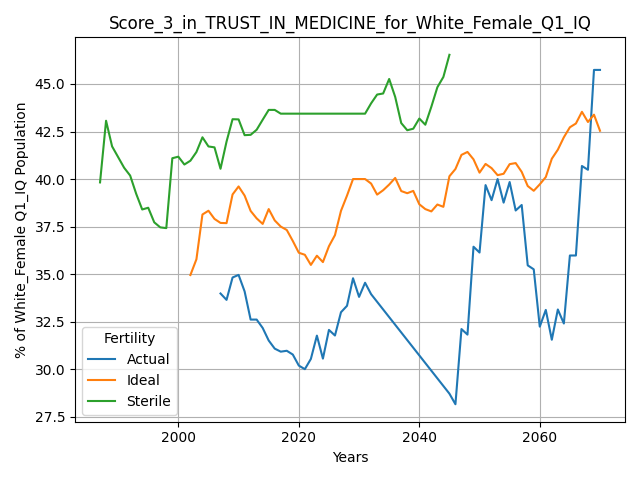 Score_3_in_TRUST_IN_MEDICINE_for_White_Female_Q1_IQ
% of White_Female Q1_IQ Population
45.0
42.5
40.0
37.5
35.0
32.5
30.0
27.5
Fertility
Actual
Ideal
Sterile
2000
2020
2040
2060
Years